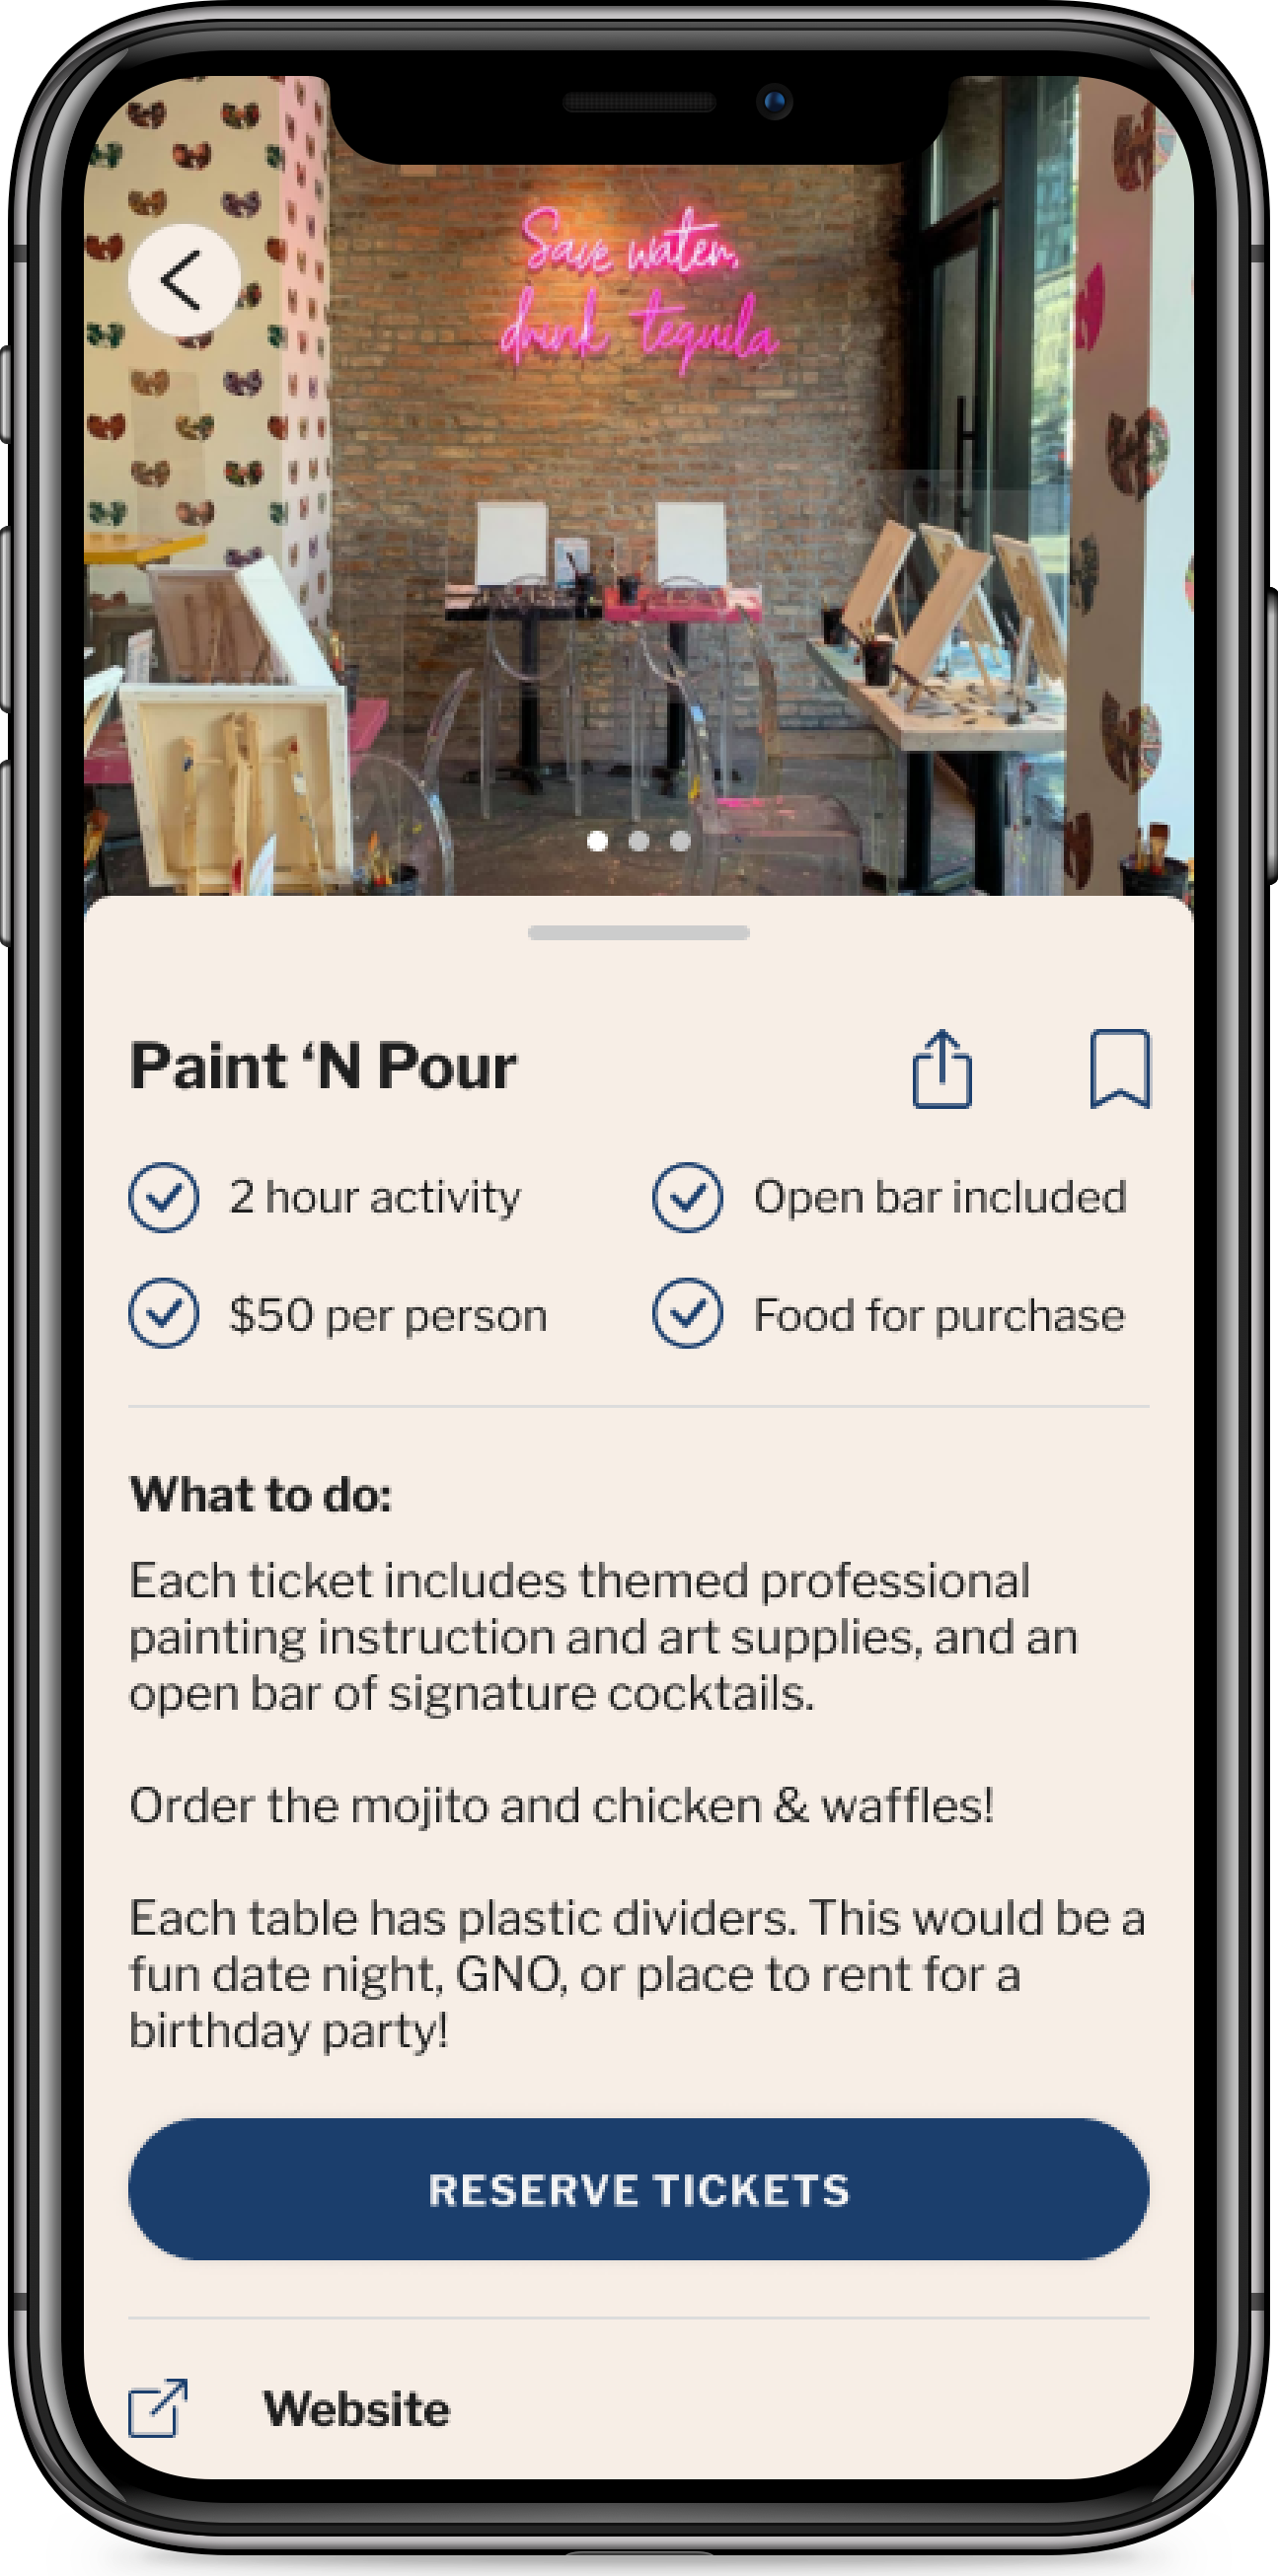 Save water,
drink tequila
Paint ‘N Pour
2 hour activity
Open bar included
$50 per person
Food for purchase
What to do:
Each ticket includes themed professional
painting instruction and art supplies, and an
open bar of signature cocktails.
Order the mojito and chicken & waffles!
Each table has plastic dividers. This would be a
fun date night, GNO, or place to rent for a
birthday party!
RESERVE TICKETS
Website